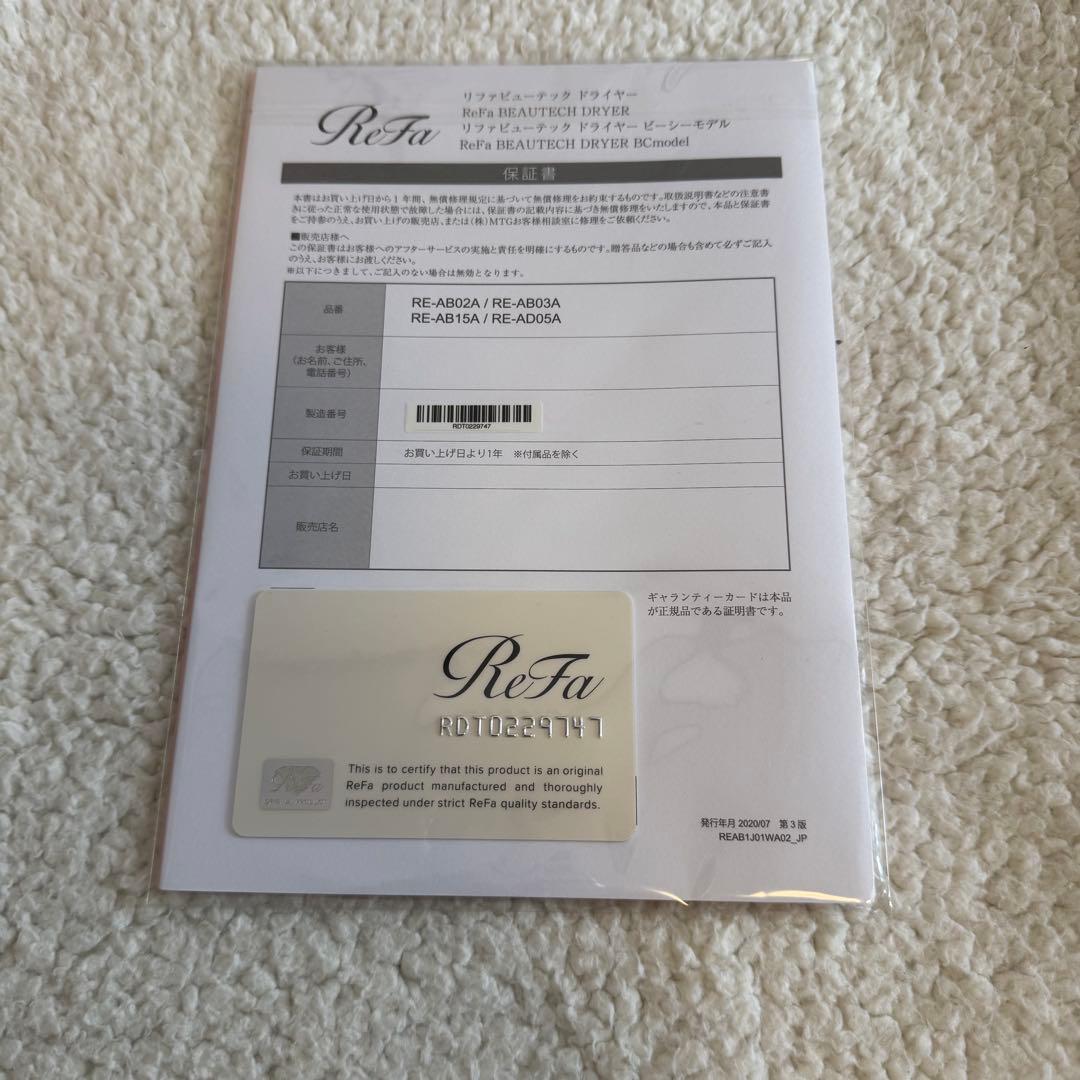 ReFa
リファビューテック ドライヤー
ReFa BEAUTECH DRYER
リファビューテック ドライヤー ビーシーモデル
ReFa BEAUTECH DRYER BCmodel
保証書
本書はお買い上げ日から1年間、無償修理規定に基づいて無償修理をお約束するものです。取扱説明書などの注意書
きに従った正常な使用状態で故障した場合には、保証書の記載内容に基づき無償修理をいたしますので、本品と保証書
をご持参のうえ、お買い上げの販売店、または(株)MTGお客様相談室に修理をご依頼ください。
■販売店様へ
この保証書はお客様へのアフターサービスの実施と責任を明確にするものです。贈答品などの場合も含めて必ずご記入
のうえ、お客様にお渡しください。
※以下につきまして、ご記入のない場合は無効となります。
品番
RE-AB02A / RE-AB03A
RE-AB15A / RE-AD05A
お客様
(お名前、ご住所、
電話番号)
製造番号
RDT0229747
保証期間
お買い上げ日より1年 ※付属品を除く
お買い上げ日
販売店名
ギャランティーカードは本品
が正規品である証明書です。
ReFa
RDT0229747
ReFa
This is to certify that this product is an original
ReFa product manufactured and thoroughly
inspected under strict ReFa quality standards.
発行年月 2020/07 第3版
REAB1J01WA02_JP